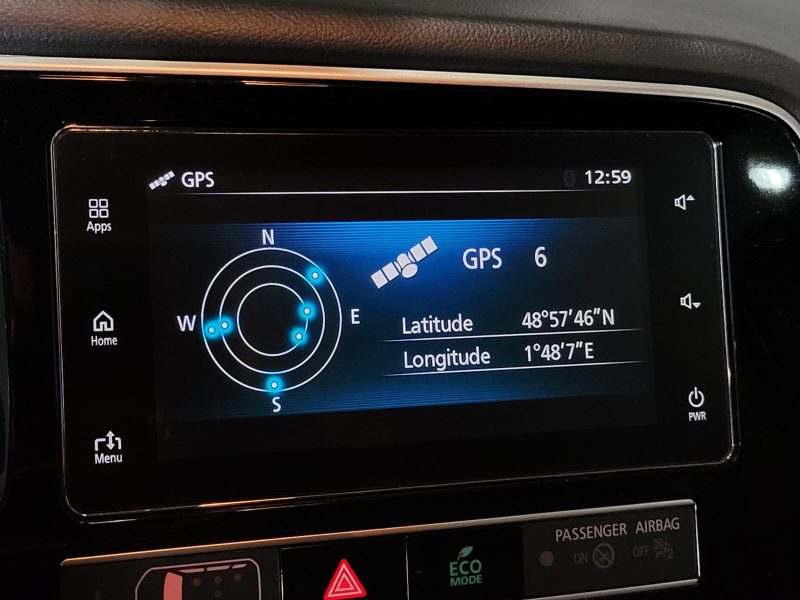 GPS 12:59
Apps
N
GPS 6
W E
Latitude 48°57'46"N
Home
Longitude 1°48'7"E
S
PWR
Menu
PASSENGER AIRBAG
ECO
MODE
ON OFF